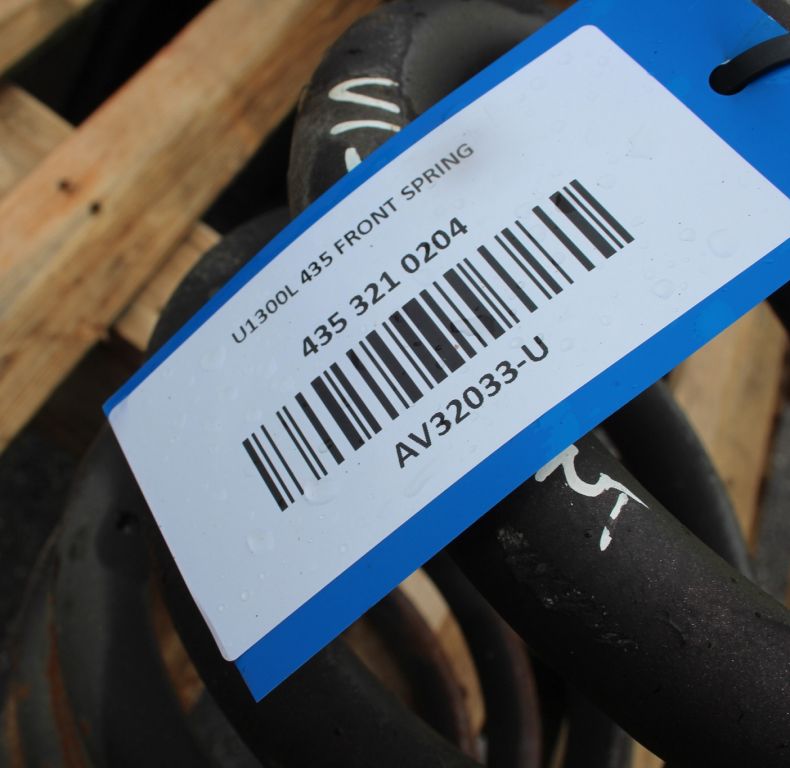 U1300L 435 FRONT SPRING
435 321 0204
AV32033-U